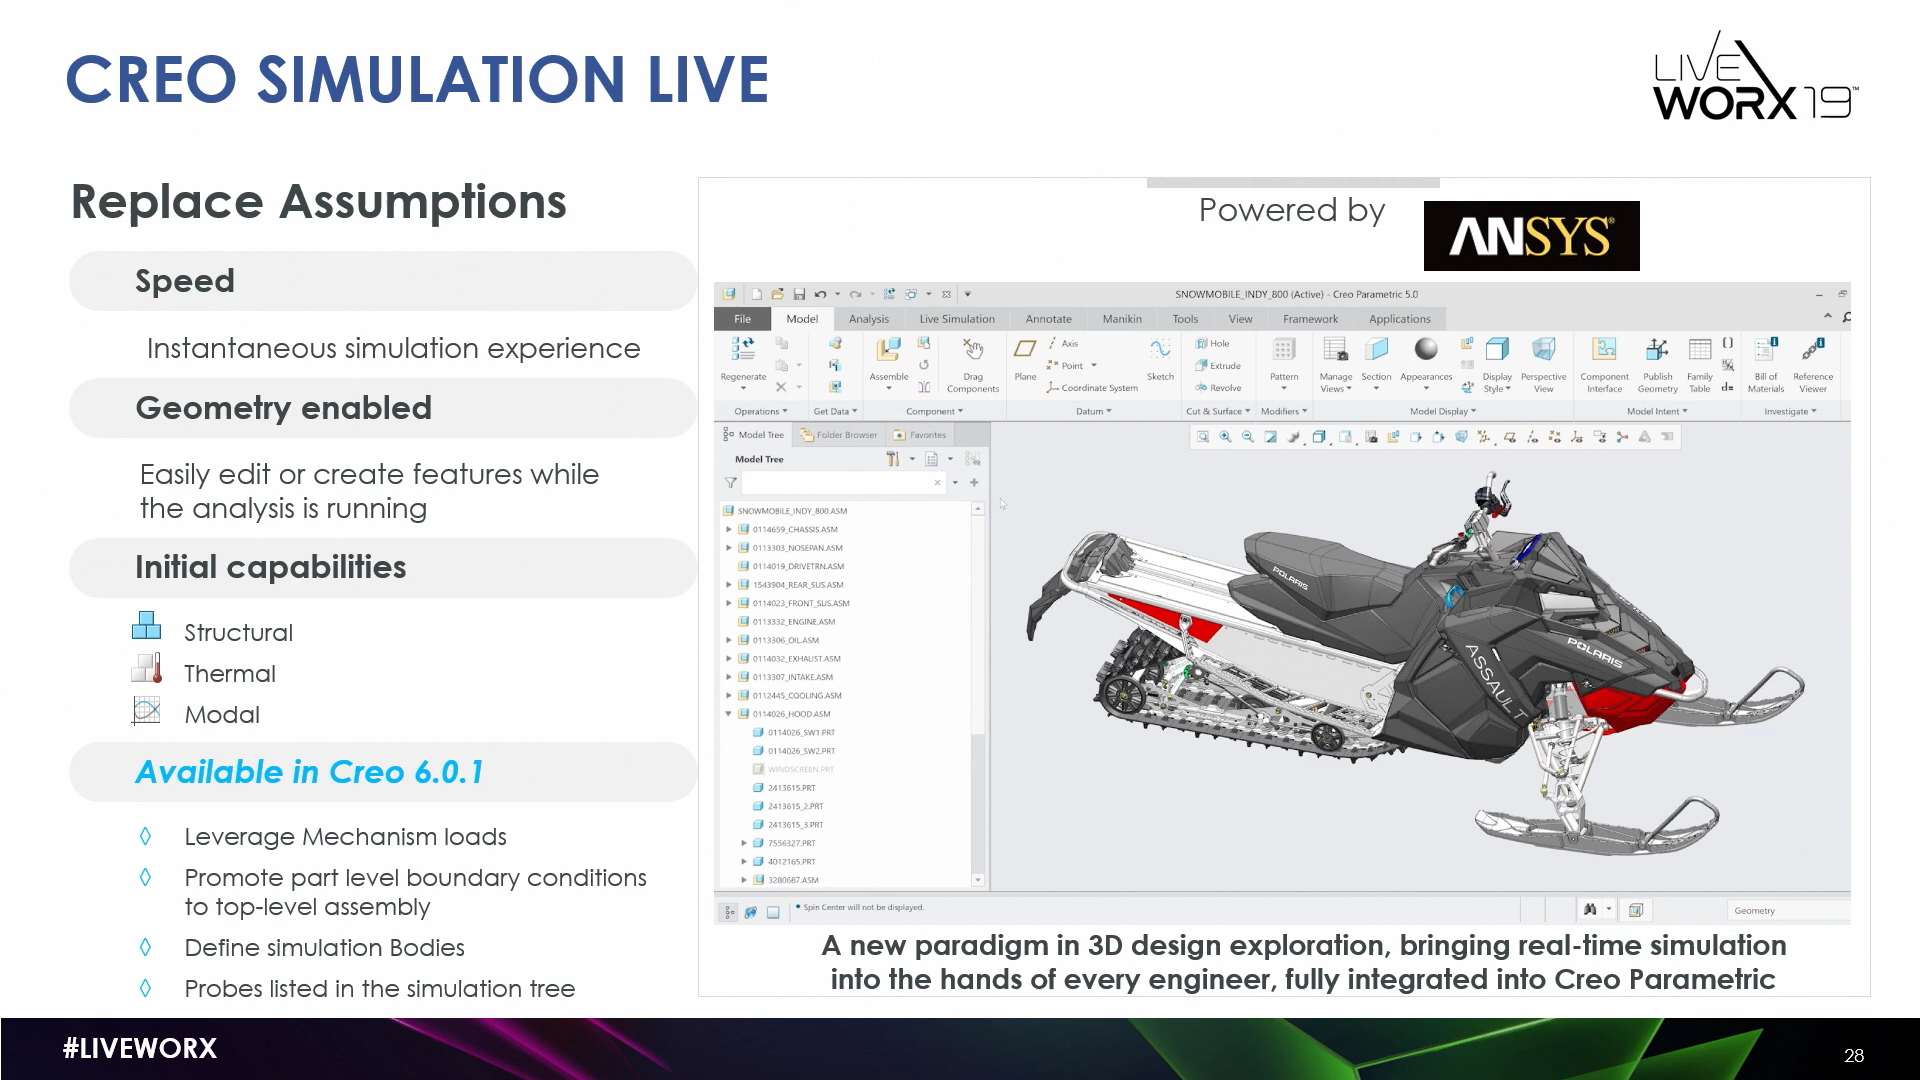 CREO SIMULATION LIVE
LIVE
WORX 19™
Replace Assumptions
Speed
Instantaneous simulation experience
Geometry enabled
Easily edit or create features while
the analysis is running
Initial capabilities
Structural
Thermal
Modal
Available in Creo 6.0.1
◊ Leverage Mechanism loads
◊ Promote part level boundary conditions
to top-level assembly
◊ Define simulation Bodies
◊ Probes listed in the simulation tree
Powered by
ANSYS®
SNOWMOBILE_INDY_800 (Active) - Creo Parametric 5.0
File Model Analysis Live Simulation Annotate Manikin Tools View Framework Applications
Regenerate
Assemble
Drag
Components
Plane
Axis
Point
Coordinate System
Sketch
Hole
Extrude
Revolve
Pattern
Manage
Views
Section
Appearances
Display
Style
Perspective
View
Component
Interface
Publish
Geometry
Family
Table
Bill of
Materials
Reference
Viewer
Operations Get Data Component Datum Cut & Surface Modifiers Model Display Model Intent Investigate
Model Tree Folder Browser Favorites
Model Tree
SNOWMOBILE_INDY_800.ASM
0114659_CHASSIS.ASM
0113303_NOSEPAN.ASM
0114019_DRIVETRN.ASM
1543904_REAR_SUS.ASM
0114023_FRONT_SUS.ASM
0113332_ENGINE.ASM
0113306_OIL.ASM
0114032_EXHAUST.ASM
0113307_INTAKE.ASM
0112445_COOLING.ASM
0114026_HOOD.ASM
0114026_SW1.PRT
0114026_SW2.PRT
WINDSCREEN.PRT
2413615.PRT
2413615_2.PRT
2413615_3.PRT
7556327.PRT
4012165.PRT
3280687.ASM
POLARIS
POLARIS
ASSAULT
• Spin Center will not be displayed.
Geometry
A new paradigm in 3D design exploration, bringing real-time simulation
into the hands of every engineer, fully integrated into Creo Parametric
#LIVEWORX
28